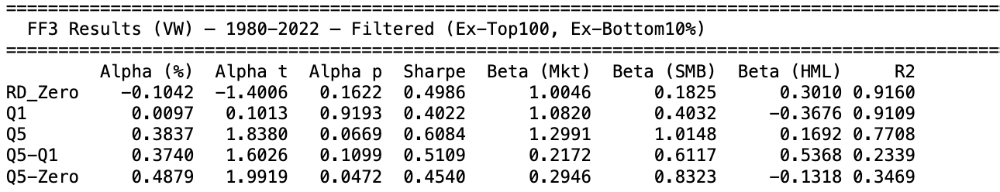 ================================================================================================
FF3 Results (VW) — 1980-2022 — Filtered (Ex-Top100, Ex-Bottom10%)
================================================================================================
Alpha (%) Alpha t Alpha p Sharpe Beta (Mkt) Beta (SMB) Beta (HML) R2
RD_Zero -0.1042 -1.4006 0.1622 0.4986 1.0046 0.1825 0.3010 0.9160
Q1 0.0097 0.1013 0.9193 0.4022 1.0820 0.4032 -0.3676 0.9109
Q5 0.3837 1.8380 0.0669 0.6084 1.2991 1.0148 0.1692 0.7708
Q5-Q1 0.3740 1.6026 0.1099 0.5109 0.2172 0.6117 0.5368 0.2339
Q5-Zero 0.4879 1.9919 0.0472 0.4540 0.2946 0.8323 -0.1318 0.3469